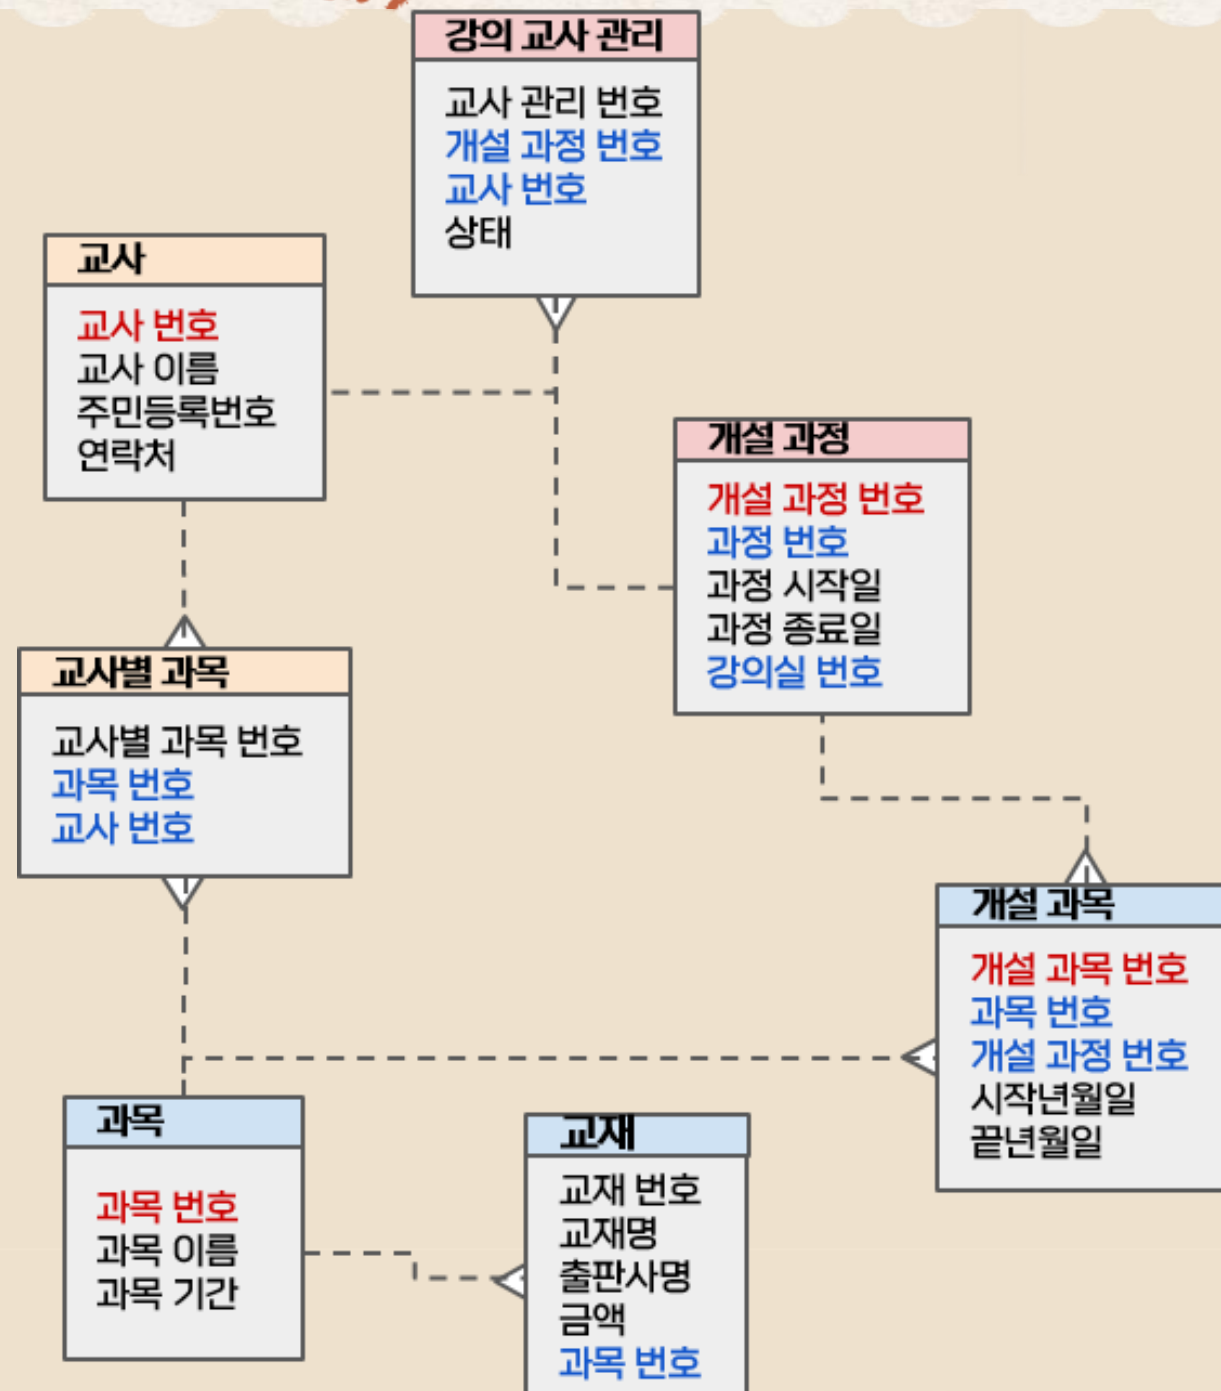 강의 교사 관리
교사 관리 번호
개설 과정 번호
교사 번호
상태
교사
교사 번호
교사 이름
주민등록번호
연락처
개설 과정
개설 과정 번호
과정 번호
과정 시작일
과정 종료일
강의실 번호
교사별 과목
교사별 과목 번호
과목 번호
교사 번호
개설 과목
개설 과목 번호
과목 번호
개설 과정 번호
시작년월일
끝년월일
과목
과목 번호
과목 이름
과목 기간
교재
교재 번호
교재명
출판사명
금액
과목 번호